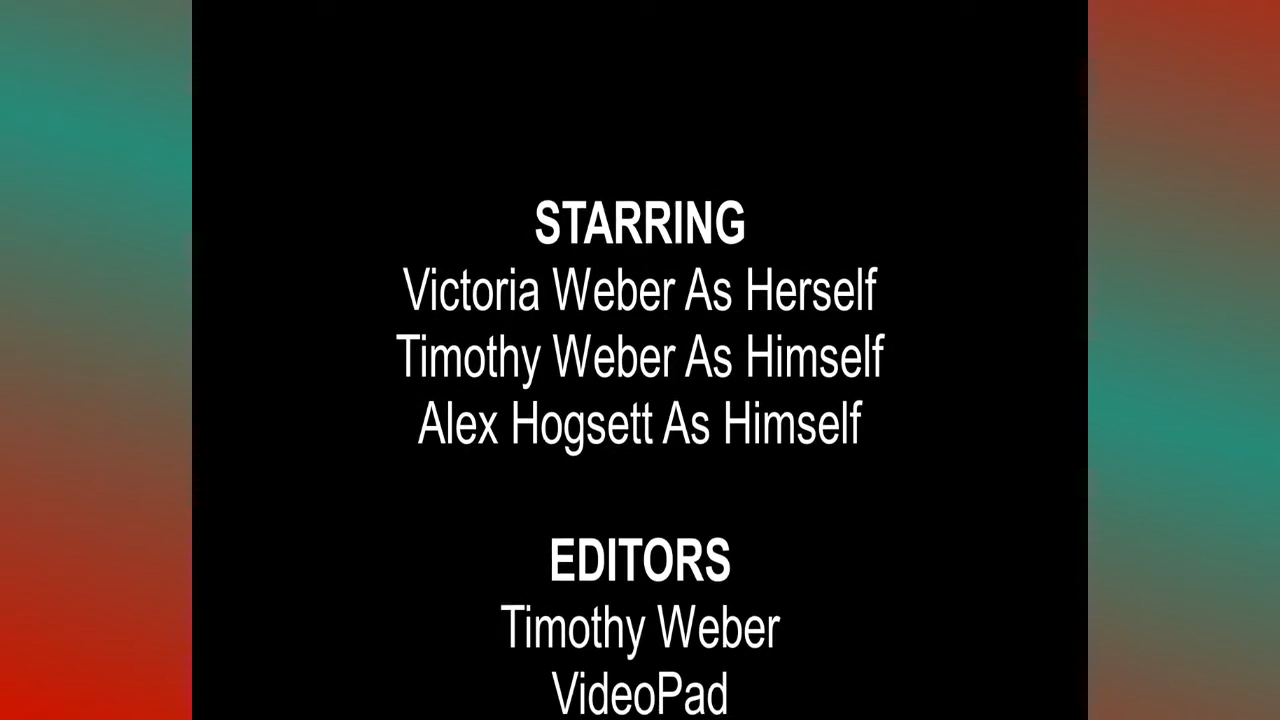 STARRING
Victoria Weber As Herself
Timothy Weber As Himself
Alex Hogsett As Himself
EDITORS
Timothy Weber
VideoPad